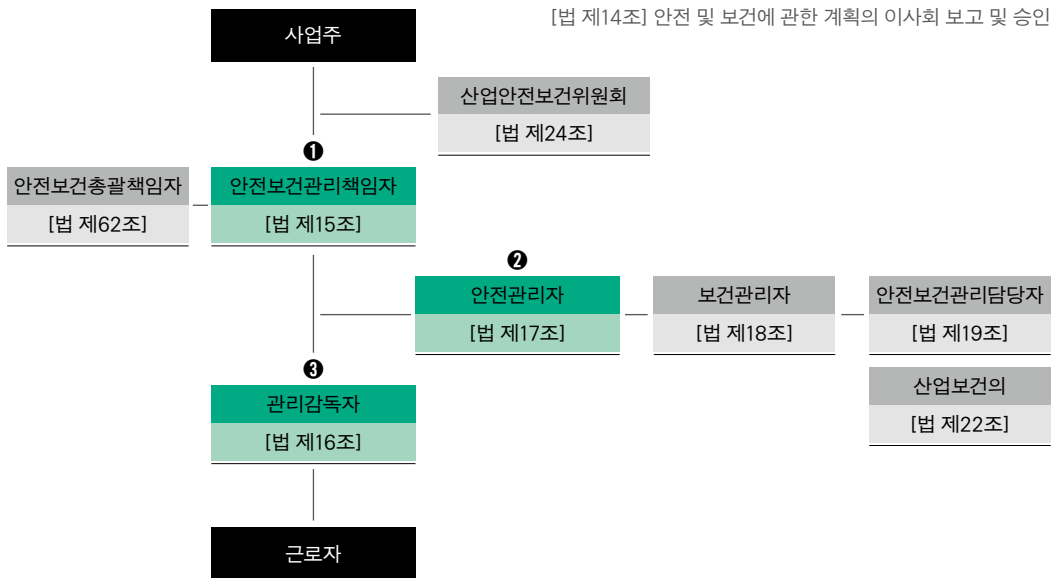 [법 제14조] 안전 및 보건에 관한 계획의 이사회 보고 및 승인
사업주
산업안전보건위원회
[법 제24조]
❶
안전보건총괄책임자
[법 제62조]
안전보건관리책임자
[법 제15조]
❷
안전관리자
[법 제17조]
보건관리자
[법 제18조]
안전보건관리담당자
[법 제19조]
산업보건의
[법 제22조]
❸
관리감독자
[법 제16조]
근로자